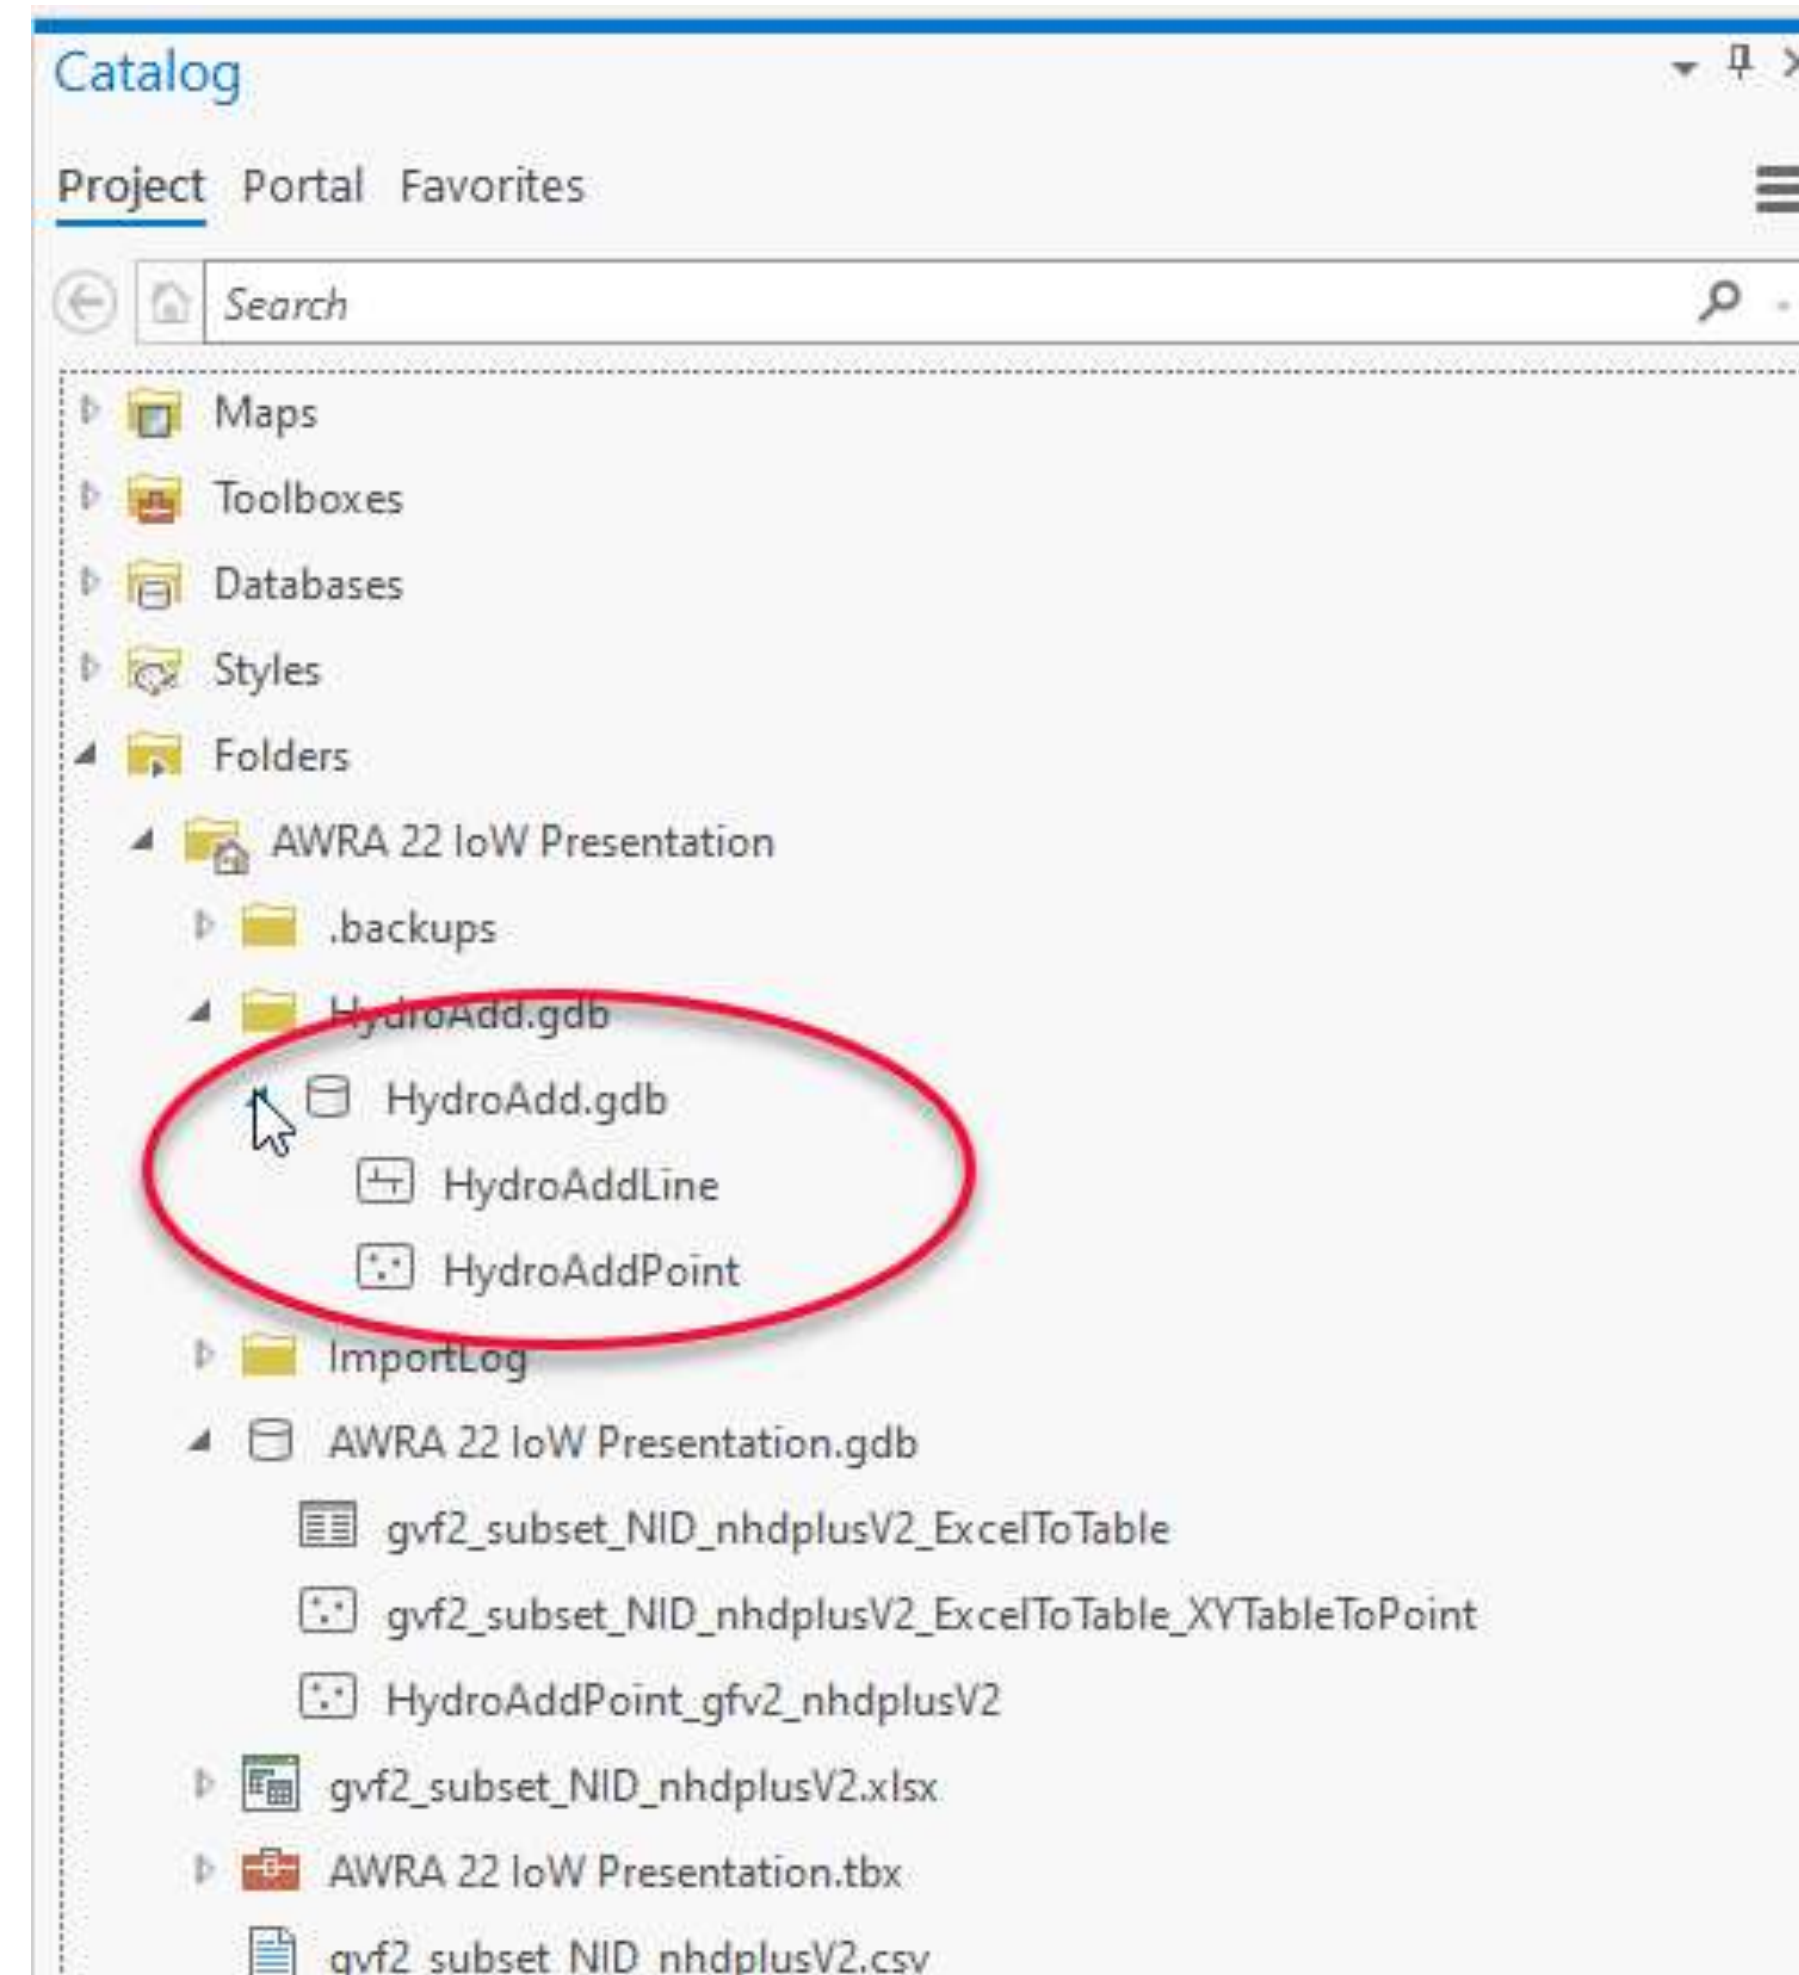 Catalog
Project Portal Favorites
Search
Maps
Toolboxes
Databases
Styles
Folders
AWRA 22 IoW Presentation
.backups
HydroAdd.gdb
HydroAdd.gdb
HydroAddLine
HydroAddPoint
ImportLog
AWRA 22 IoW Presentation.gdb
gvf2_subset_NID_nhdplusV2_ExcelToTable
gvf2_subset_NID_nhdplusV2_ExcelToTable_XYTableToPoint
HydroAddPoint_gfv2_nhdplusV2
gvf2_subset_NID_nhdplusV2.xlsx
AWRA 22 IoW Presentation.tbx
gvf2_subset_NID_nhdplusV2.csv